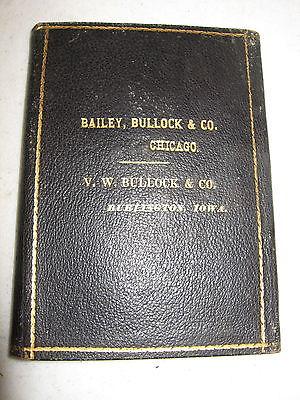 BAILEY, BULLOCK & CO.
CHICAGO.
V. W. BULLOCK & CO.
BURLINGTON, IOWA.